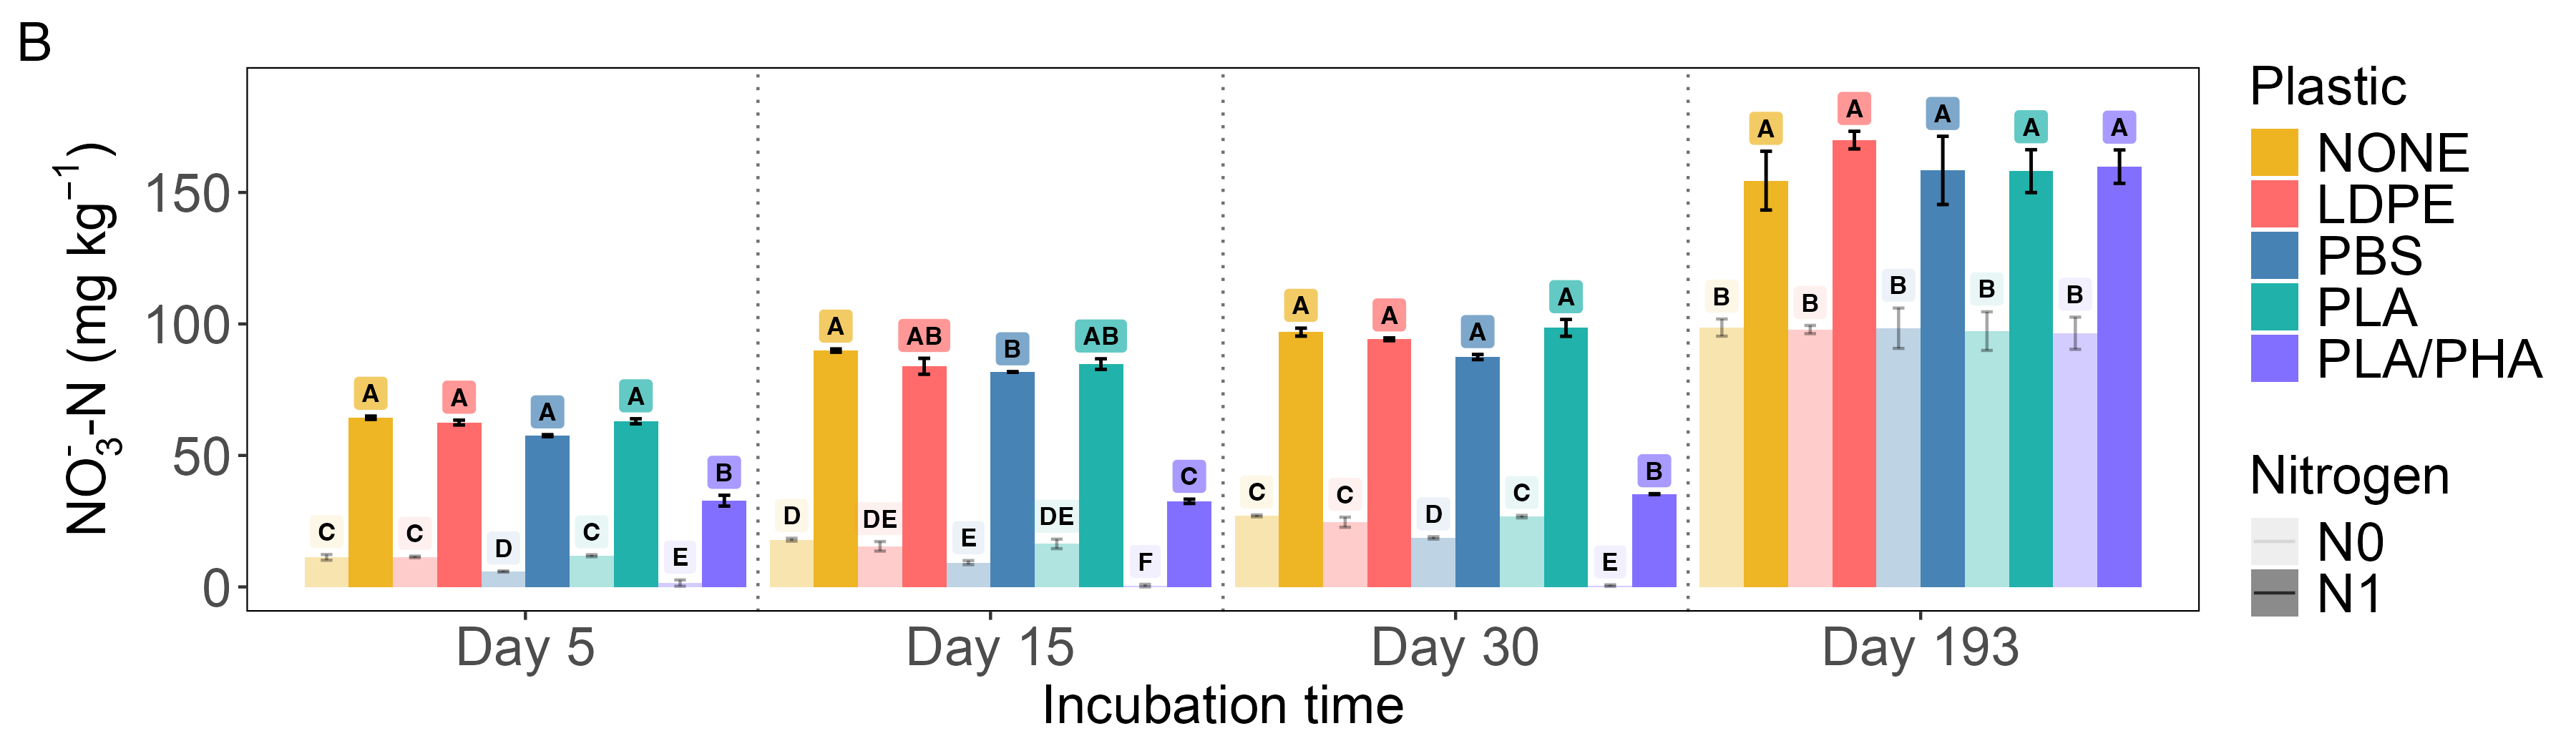 B
NO₃⁻-N (mg kg⁻¹)
150
100
50
0
C A C A D A C A E B
D A DE AB E B DE AB F C
C A C A D A C A E B
B A B A B A B A B A
Day 5 Day 15 Day 30 Day 193
Incubation time
Plastic
NONE
LDPE
PBS
PLA
PLA/PHA
Nitrogen
N0
N1